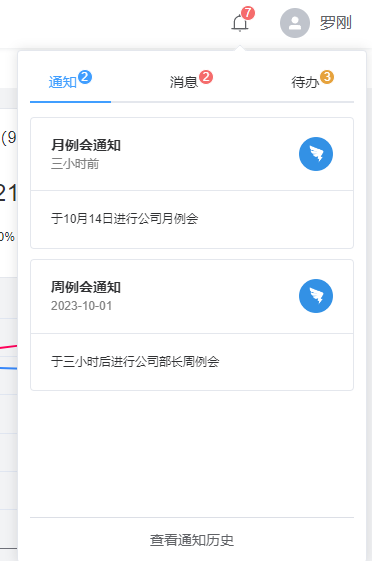 7
罗刚
通知 2
消息 2
待办 3
(9
月例会通知
三小时前
21
于10月14日进行公司月例会
0%
周例会通知
2023-10-01
于三小时后进行公司部长周例会
查看通知历史